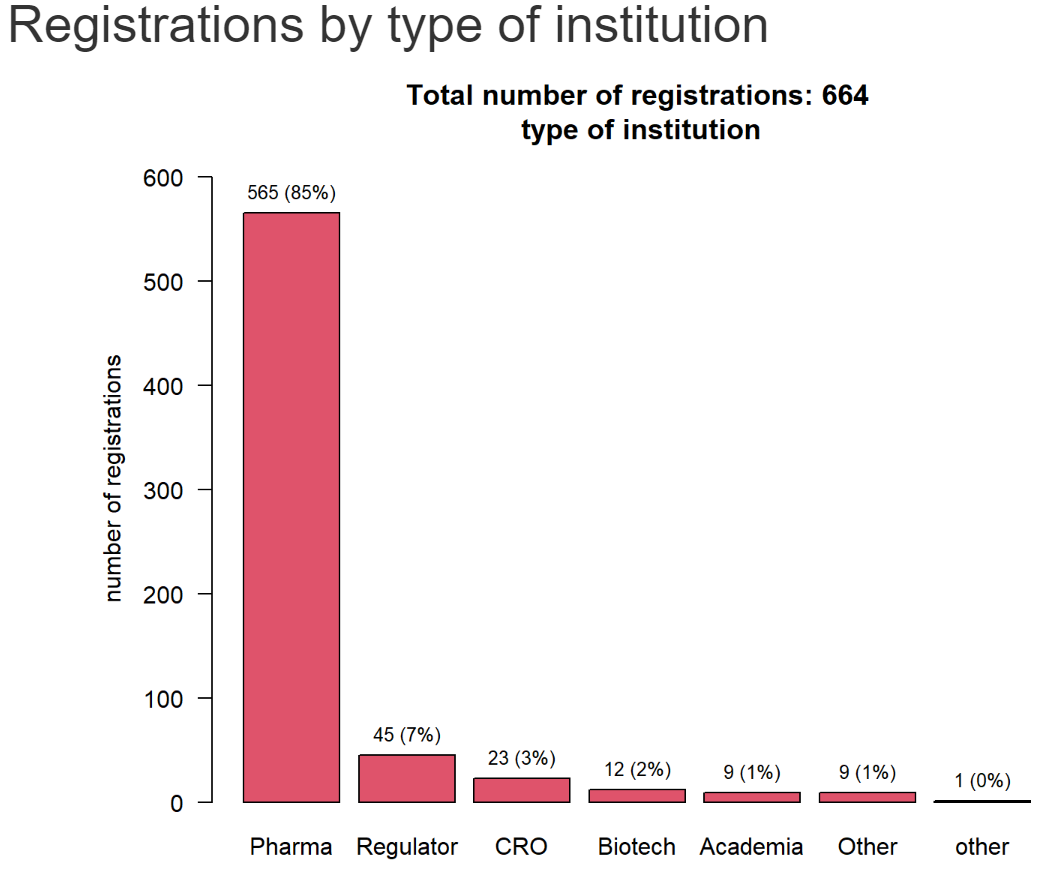 Registrations by type of institution
Total number of registrations: 664
type of institution
number of registrations
600
500
400
300
200
100
0
565 (85%)
45 (7%)
23 (3%)
12 (2%)
9 (1%)
9 (1%)
1 (0%)
Pharma
Regulator
CRO
Biotech
Academia
Other
other